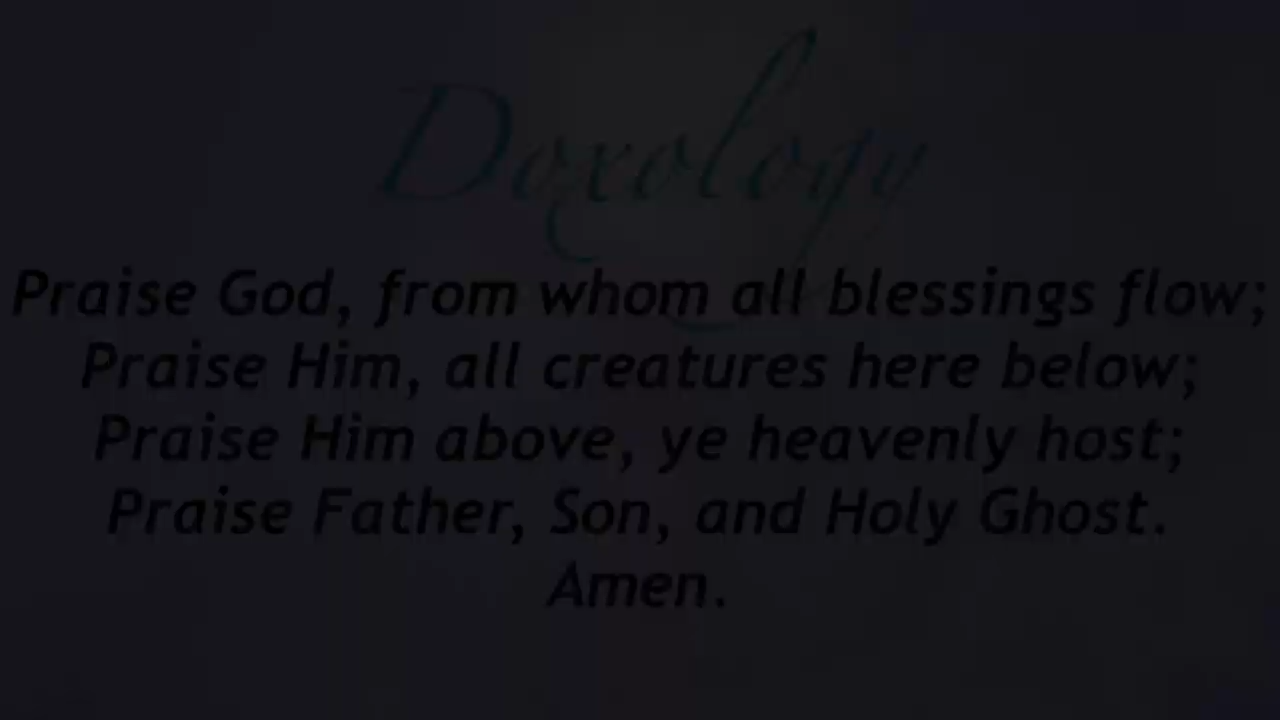 Doxology
Praise God, from whom all blessings flow;
Praise Him, all creatures here below;
Praise Him above, ye heavenly host;
Praise Father, Son, and Holy Ghost.
Amen.